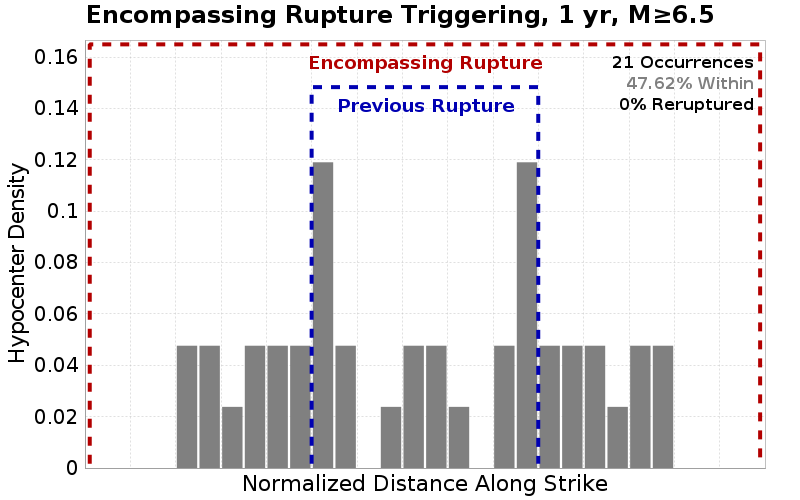 Encompassing Rupture Triggering, 1 yr, M≥6.5
0.16
0.14
0.12
0.1
0.08
0.06
0.04
0.02
0
Hypocenter Density
Encompassing Rupture
Previous Rupture
21 Occurrences
47.62% Within
0% Reruptured
Normalized Distance Along Strike